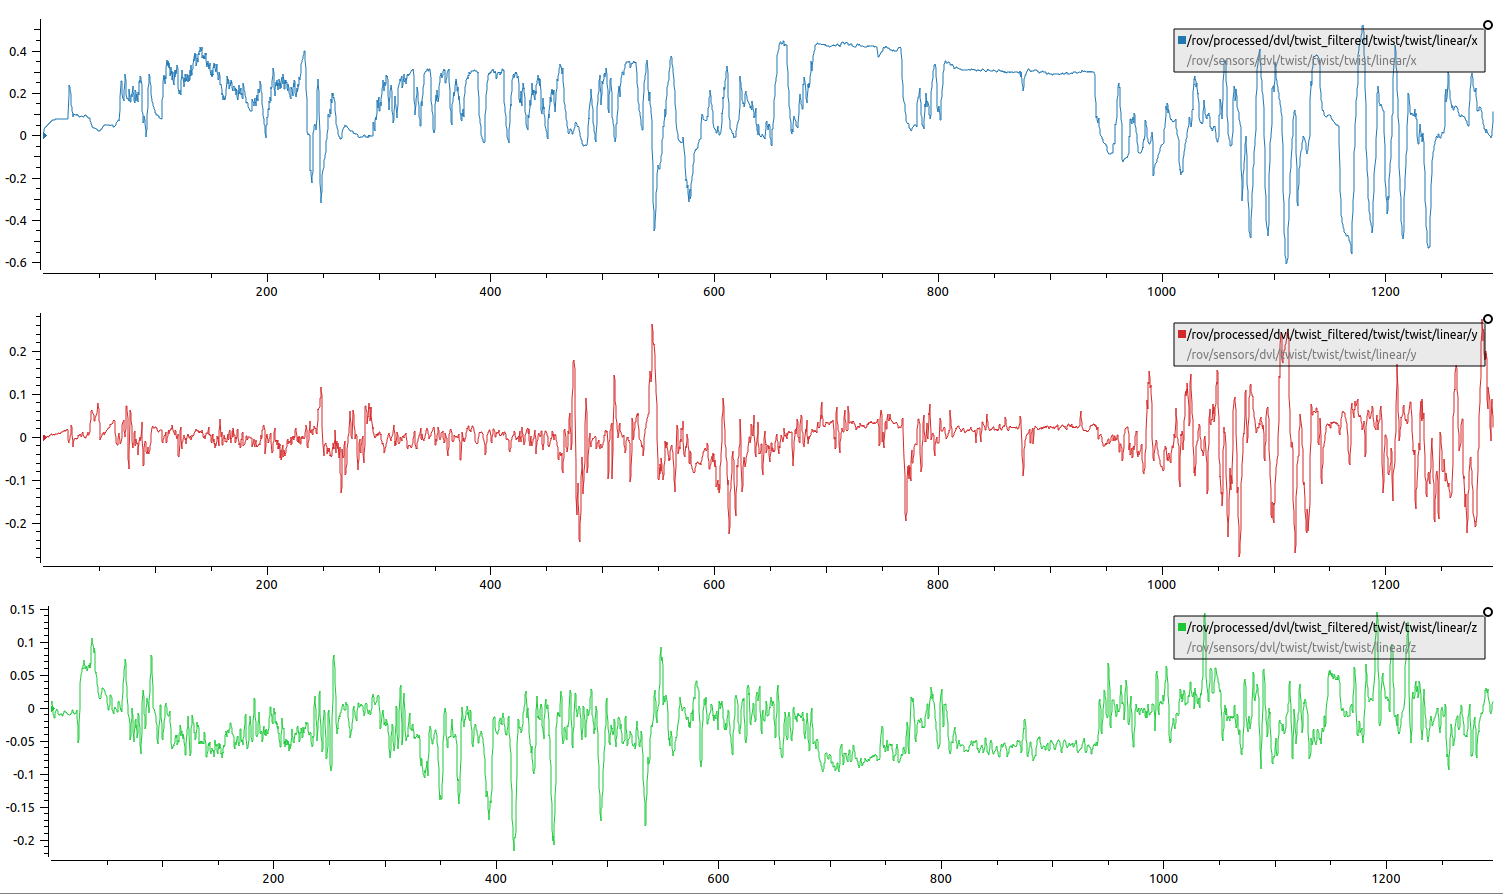 /rov/processed/dvl/twist_filtered/twist/twist/linear/x
/rov/sensors/dvl/twist/twist/twist/linear/x
0.4
0.2
0
-0.2
-0.4
-0.6
200 400 600 800 1000 1200
/rov/processed/dvl/twist_filtered/twist/twist/linear/y
/rov/sensors/dvl/twist/twist/twist/linear/y
0.2
0.1
0
-0.1
-0.2
200 400 600 800 1000 1200
0.15
/rov/processed/dvl/twist_filtered/twist/twist/linear/z
/rov/sensors/dvl/twist/twist/twist/linear/z
0.1
0.05
0
-0.05
-0.1
-0.15
-0.2
200 400 600 800 1000 1200